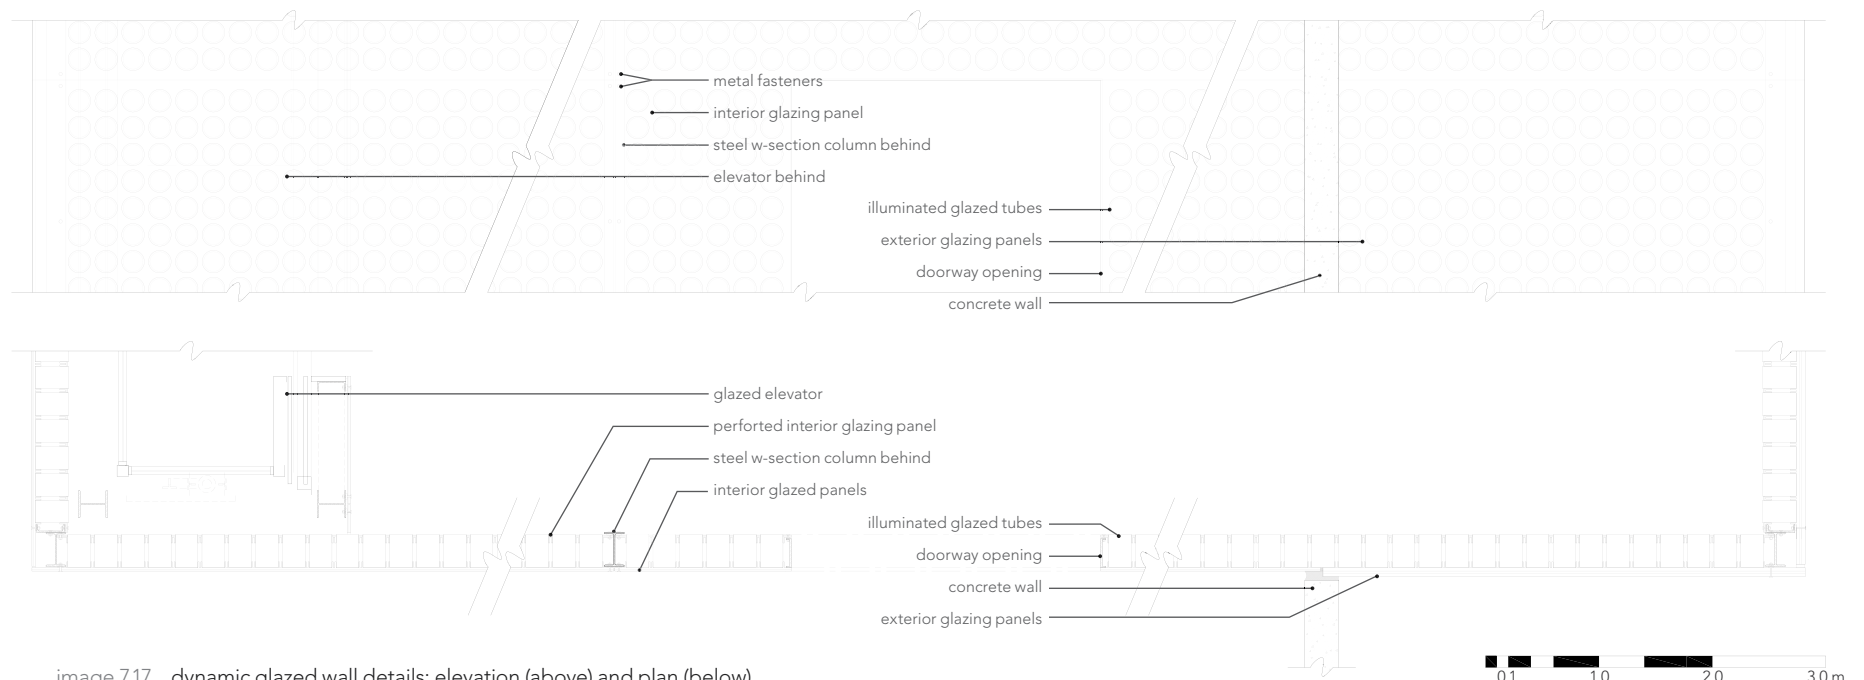 metal fasteners
interior glazing panel
steel w-section column behind
elevator behind
illuminated glazed tubes
exterior glazing panels
doorway opening
concrete wall
glazed elevator
perforted interior glazing panel
steel w-section column behind
interior glazed panels
illuminated glazed tubes
doorway opening
concrete wall
exterior glazing panels
image 7.17 dynamic glazed wall details: elevation (above) and plan (below)
0.1 1.0 2.0 3.0 m